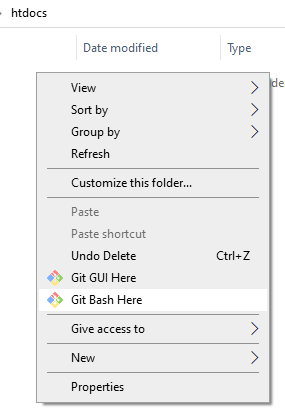 htdocs
Date modified
Type
View
Sort by
Group by
Refresh
Customize this folder...
Paste
Paste shortcut
Undo Delete Ctrl+Z
Git GUI Here
Git Bash Here
Give access to
New
Properties